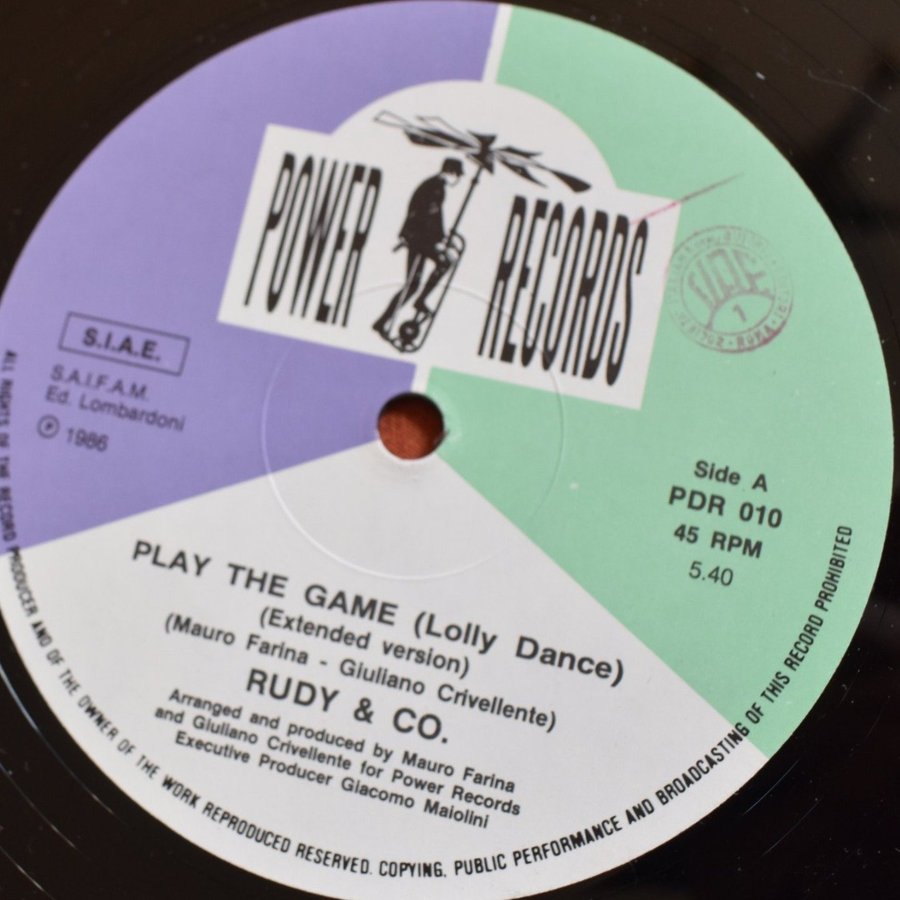 POWER RECORDS
S.I.A.E.
S.A.I.F.A.M.
Ed. Lombardoni
℗ 1986
Side A
PDR 010
45 RPM
5.40
PLAY THE GAME (Lolly Dance)
(Extended version)
(Mauro Farina - Giuliano Crivellente)
RUDY & CO.
Arranged and produced by Mauro Farina
and Giuliano Crivellente for Power Records
Executive Producer Giacomo Maiolini
ALL RIGHTS OF THE RECORD PRODUCER AND OF THE OWNER OF THE WORK REPRODUCED RESERVED. COPYING, PUBLIC PERFORMANCE AND BROADCASTING OF THIS RECORD PROHIBITED
ROMA
1